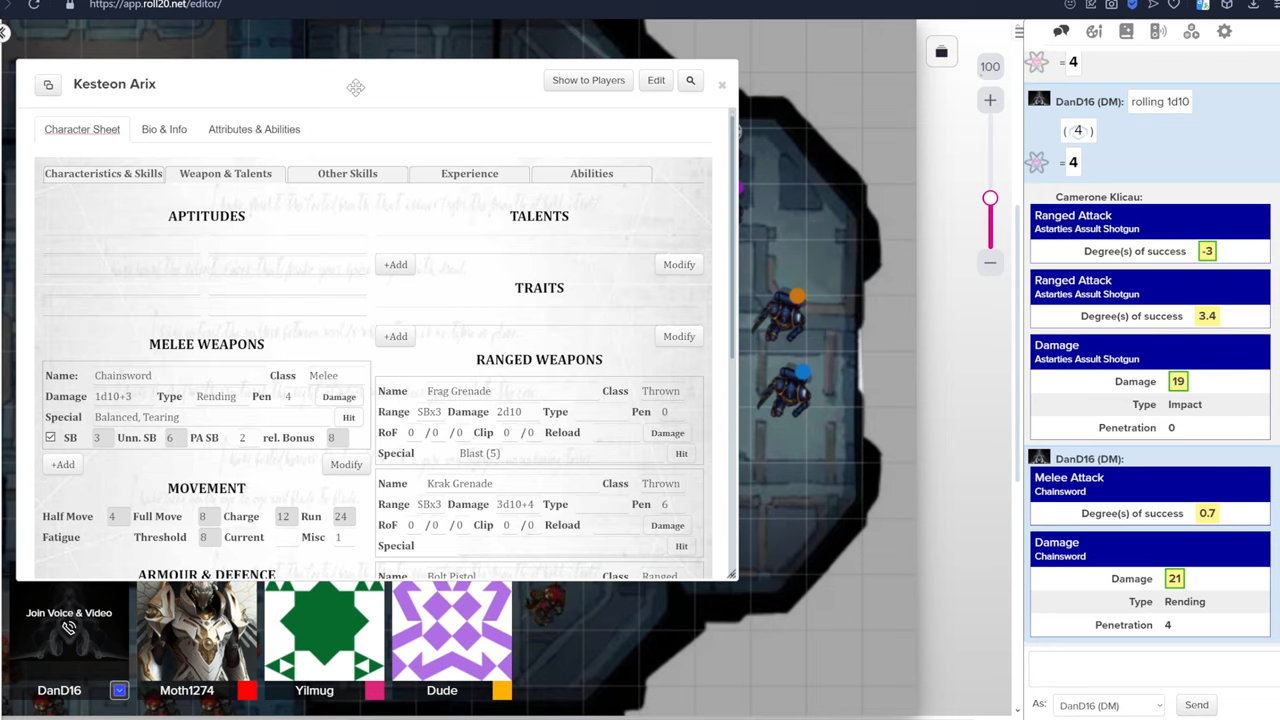 https://app.roll20.net/editor/
Kesteon Arix
Show to Players
Edit
Character Sheet
Bio & Info
Attributes & Abilities
Characteristics & Skills
Weapon & Talents
Other Skills
Experience
Abilities
APTITUDES
TALENTS
+Add
Modify
TRAITS
+Add
Modify
MELEE WEAPONS
Name: Chainsword Class Melee
Damage 1d10+3 Type Rending Pen 4 Damage
Special Balanced, Tearing Hit
SB 3 Unn. SB 6 PA SB 2 rel. Bonus 8
+Add
Modify
MOVEMENT
Half Move 4 Full Move 8 Charge 12 Run 24
Fatigue Threshold 8 Current Misc 1
ARMOUR & DEFENCE
RANGED WEAPONS
Name Frag Grenade Class Thrown
Range SBx3 Damage 2d10 Type Pen 0
RoF 0 /0 /0 Clip 0 /0 Reload Damage
Special Blast (5) Hit
Name Krak Grenade Class Thrown
Range SBx3 Damage 3d10+4 Type Pen 6
RoF 0 /0 /0 Clip 0 /0 Reload Damage
Special Hit
Name Bolt Pistol Class Ranged
Join Voice & Video
DanD16
Moth1274
Yilmug
Dude
100
= 4
DanD16 (DM): rolling 1d10
( 4 )
= 4
Camerone Klicau:
Ranged Attack
Astarties Assult Shotgun
Degree(s) of success -3
Ranged Attack
Astarties Assult Shotgun
Degree(s) of success 3.4
Damage
Astarties Assult Shotgun
Damage 19
Type Impact
Penetration 0
DanD16 (DM):
Melee Attack
Chainsword
Degree(s) of success 0.7
Damage
Chainsword
Damage 21
Type Rending
Penetration 4
As: DanD16 (DM)
Send